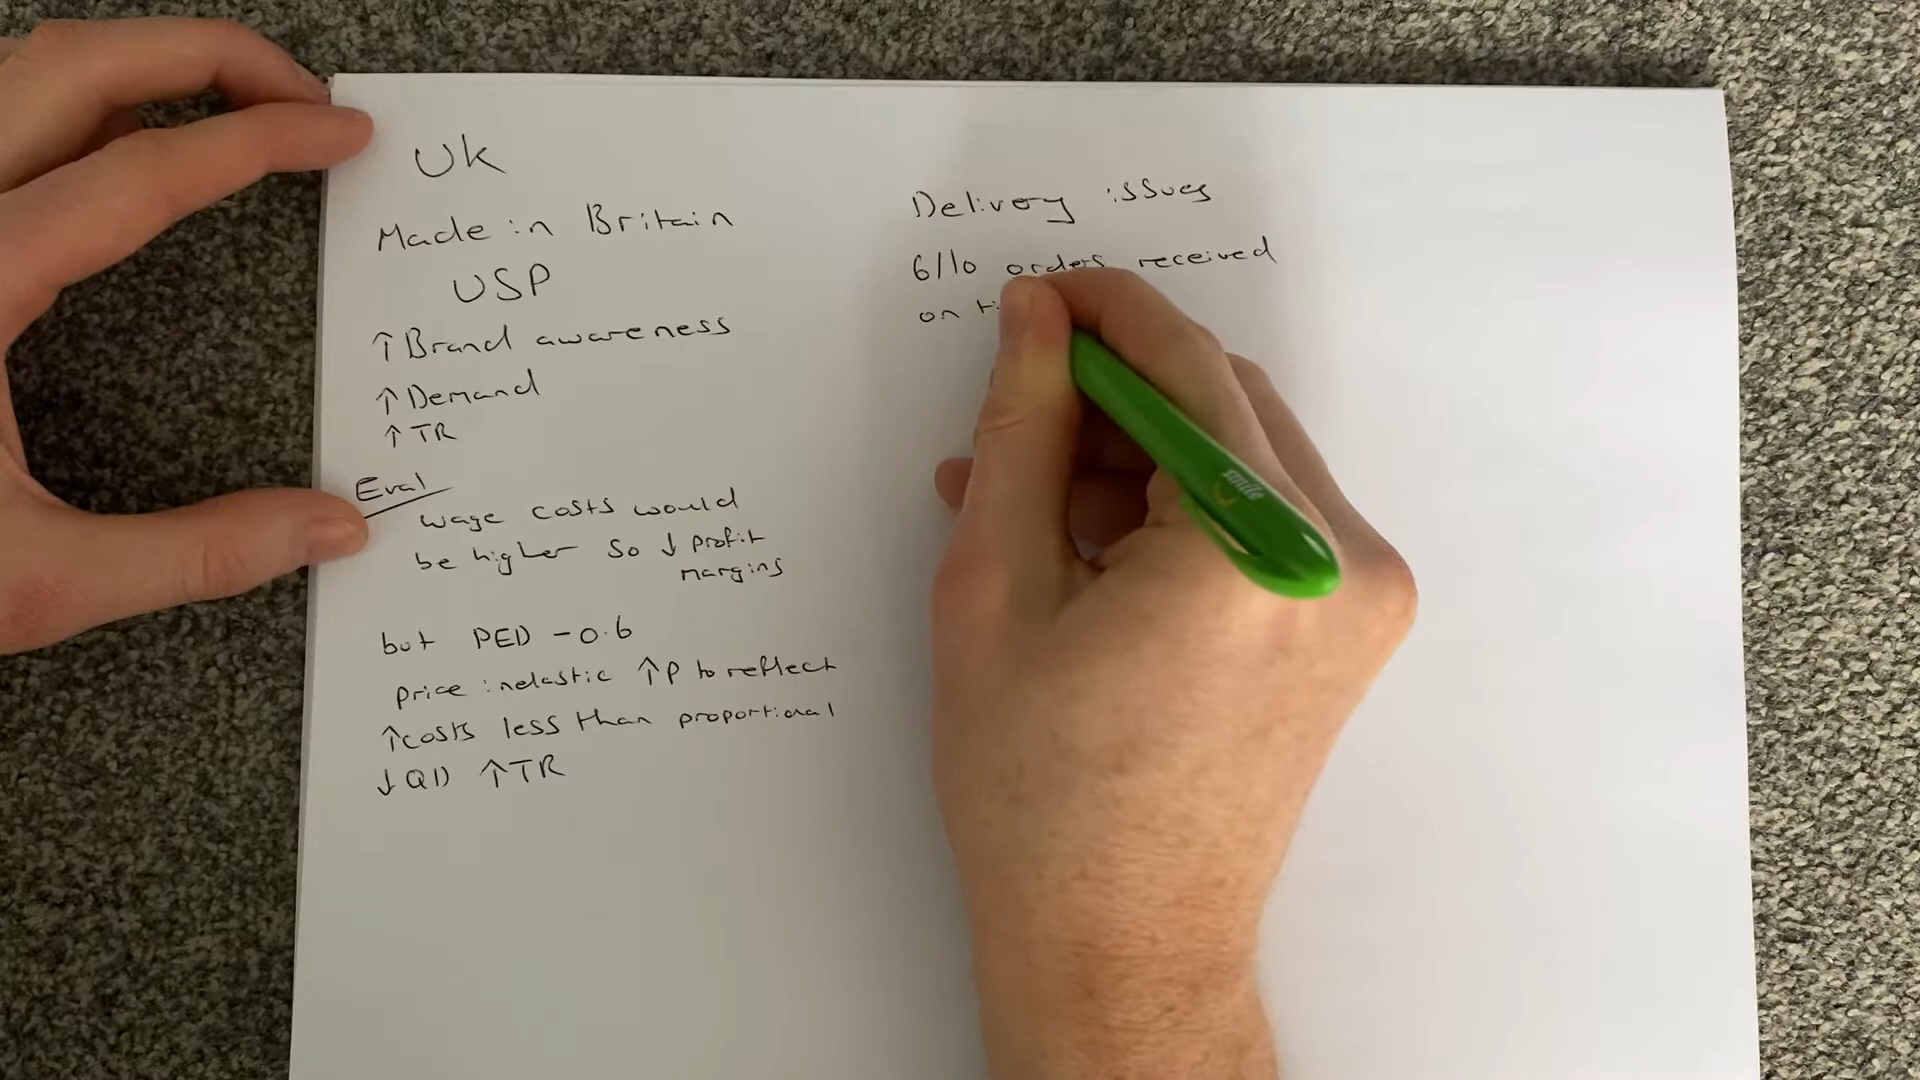 UK
Made in Britain
USP
↑ Brand awareness
↑ Demand
↑ TR
Eval
wage costs would
be higher so ↓ profit
margins
but PED -0.6
price inelastic ↑P to reflect
↑costs less than proportional
↓ QD ↑TR
Delivery issues
6/10 orders received
on ti
smile